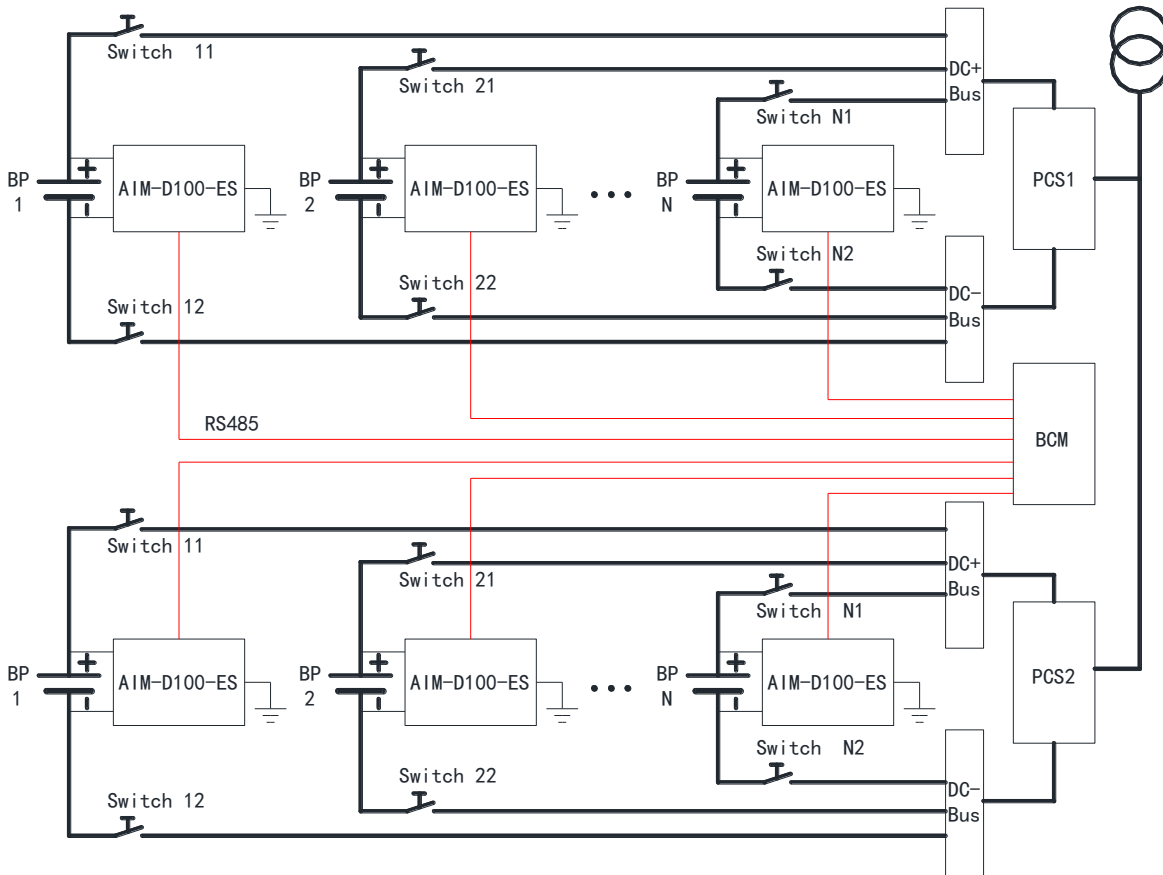 Switch 11
Switch 21
Switch N1
DC+
Bus
BP
1
+
-
AIM-D100-ES
BP
2
+
-
AIM-D100-ES
•••
BP
N
+
-
AIM-D100-ES
PCS1
Switch 12
Switch 22
Switch N2
DC-
Bus
RS485
BCM
Switch 11
Switch 21
Switch N1
DC+
Bus
BP
1
+
-
AIM-D100-ES
BP
2
+
-
AIM-D100-ES
•••
BP
N
+
-
AIM-D100-ES
PCS2
Switch 12
Switch 22
Switch N2
DC-
Bus